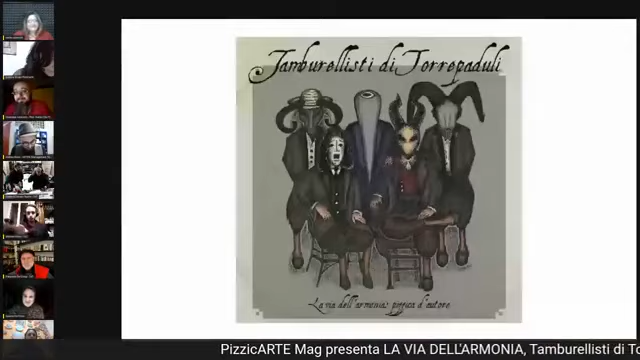 Tamburellisti di Torrepaduli
La via dell'armonia: pizzica d'autore
PizzicARTE Mag presenta LA VIA DELL'ARMONIA, Tamburellisti di To